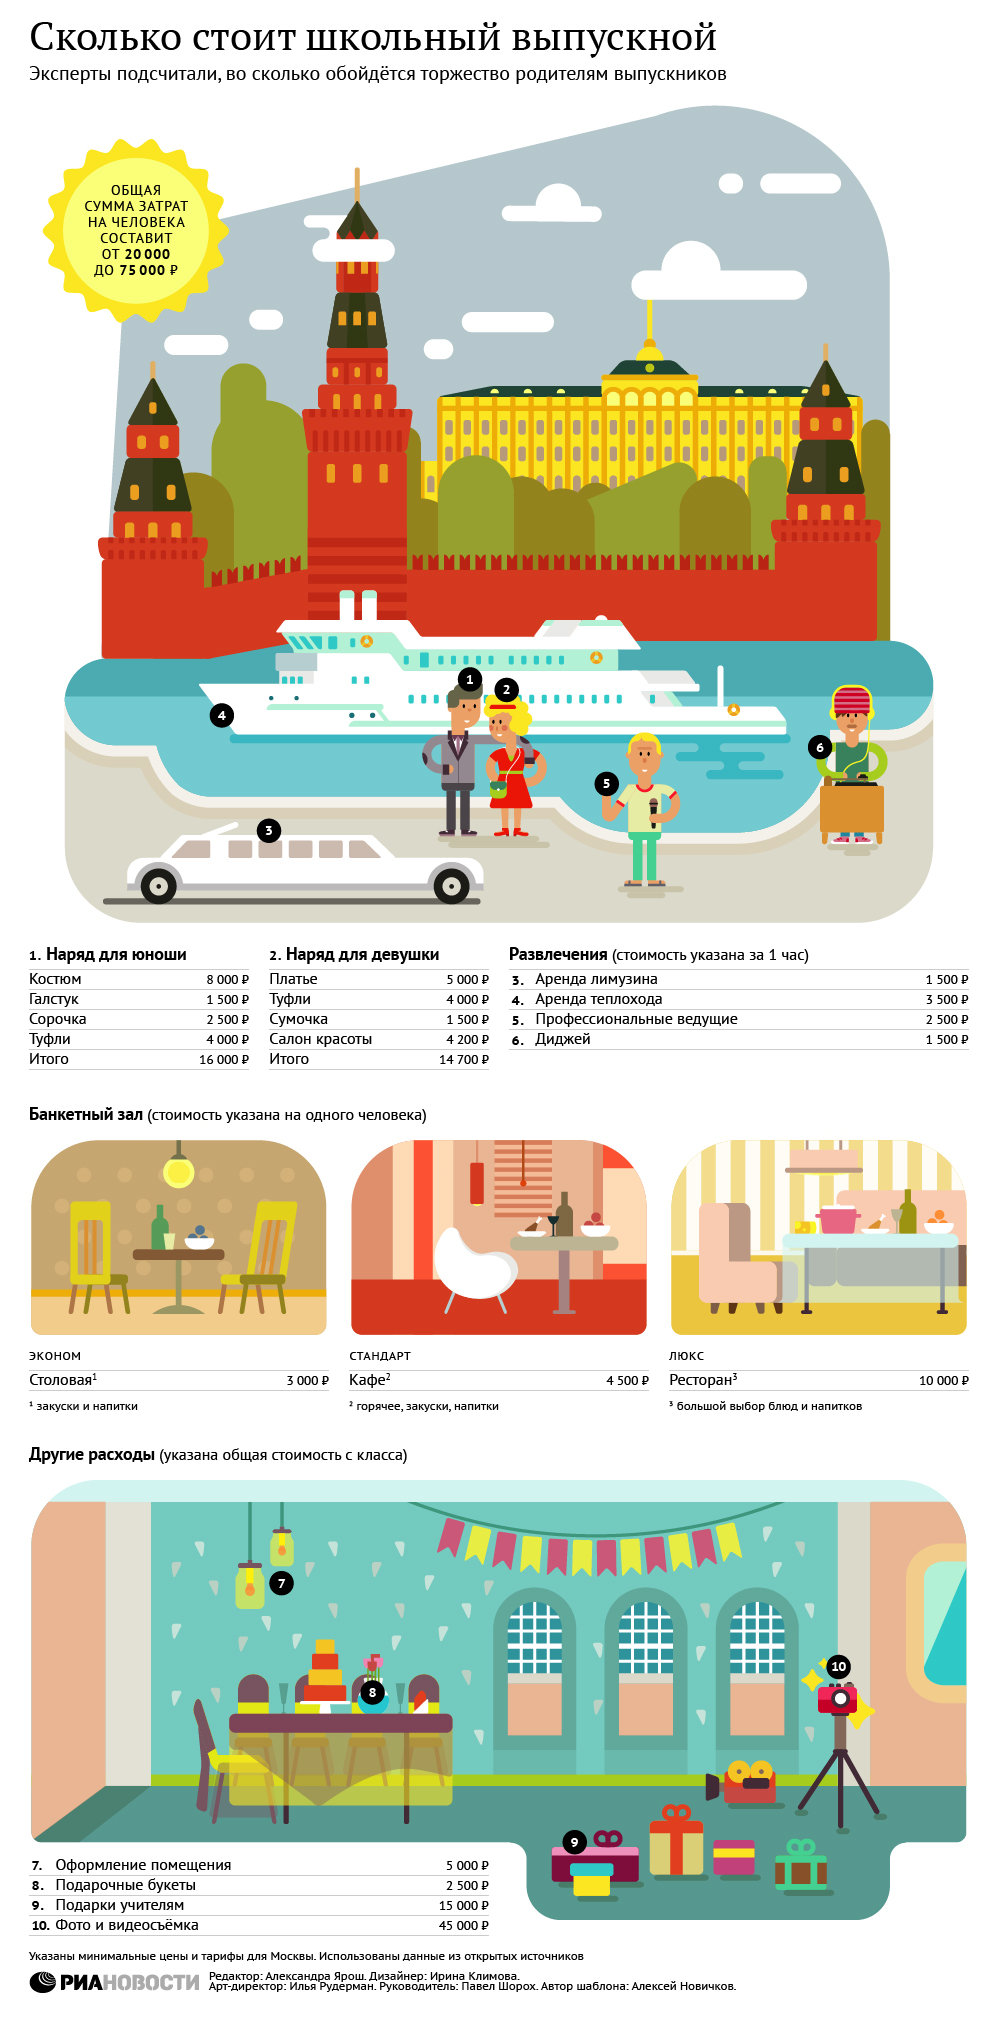 Сколько стоит школьный выпускной
Эксперты подсчитали, во сколько обойдётся торжество родителям выпускников
ОБЩАЯ
СУММА ЗАТРАТ
НА ЧЕЛОВЕКА
СОСТАВИТ
ОТ 20 000
ДО 75 000 ₽
1
2
4
6
5
3
1. Наряд для юноши
Костюм 8 000 ₽
Галстук 1 500 ₽
Сорочка 2 500 ₽
Туфли 4 000 ₽
Итого 16 000 ₽
2. Наряд для девушки
Платье 5 000 ₽
Туфли 4 000 ₽
Сумочка 1 500 ₽
Салон красоты 4 200 ₽
Итого 14 700 ₽
Развлечения (стоимость указана за 1 час)
3. Аренда лимузина 1 500 ₽
4. Аренда теплохода 3 500 ₽
5. Профессиональные ведущие 2 500 ₽
6. Диджей 1 500 ₽
Банкетный зал (стоимость указана на одного человека)
ЭКОНОМ
Столовая¹ 3 000 ₽
¹ закуски и напитки
СТАНДАРТ
Кафе² 4 500 ₽
² горячее, закуски, напитки
ЛЮКС
Ресторан³ 10 000 ₽
³ большой выбор блюд и напитков
Другие расходы (указана общая стоимость с класса)
7
10
8
9
7. Оформление помещения 5 000 ₽
8. Подарочные букеты 2 500 ₽
9. Подарки учителям 15 000 ₽
10. Фото и видеосъёмка 45 000 ₽
Указаны минимальные цены и тарифы для Москвы. Использованы данные из открытых источников
РИАНОВОСТИ
Редактор: Александра Ярош. Дизайнер: Ирина Климова.
Арт-директор: Илья Рудерман. Руководитель: Павел Шорох. Автор шаблона: Алексей Новичков.